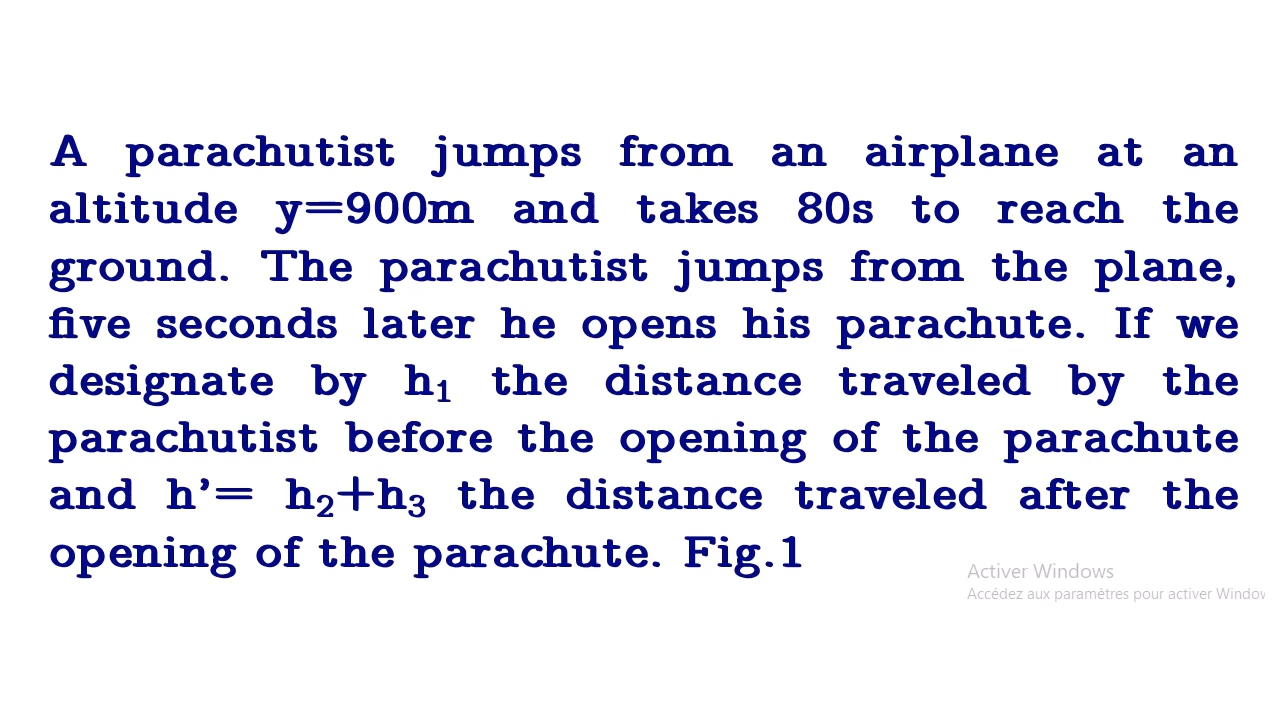 A parachutist jumps from an airplane at an
altitude y=900m and takes 80s to reach the
ground. The parachutist jumps from the plane,
five seconds later he opens his parachute. If we
designate by h₁ the distance traveled by the
parachutist before the opening of the parachute
and h’= h₂+h₃ the distance traveled after the
opening of the parachute. Fig.1
Activer Windows
Accédez aux paramètres pour activer Window